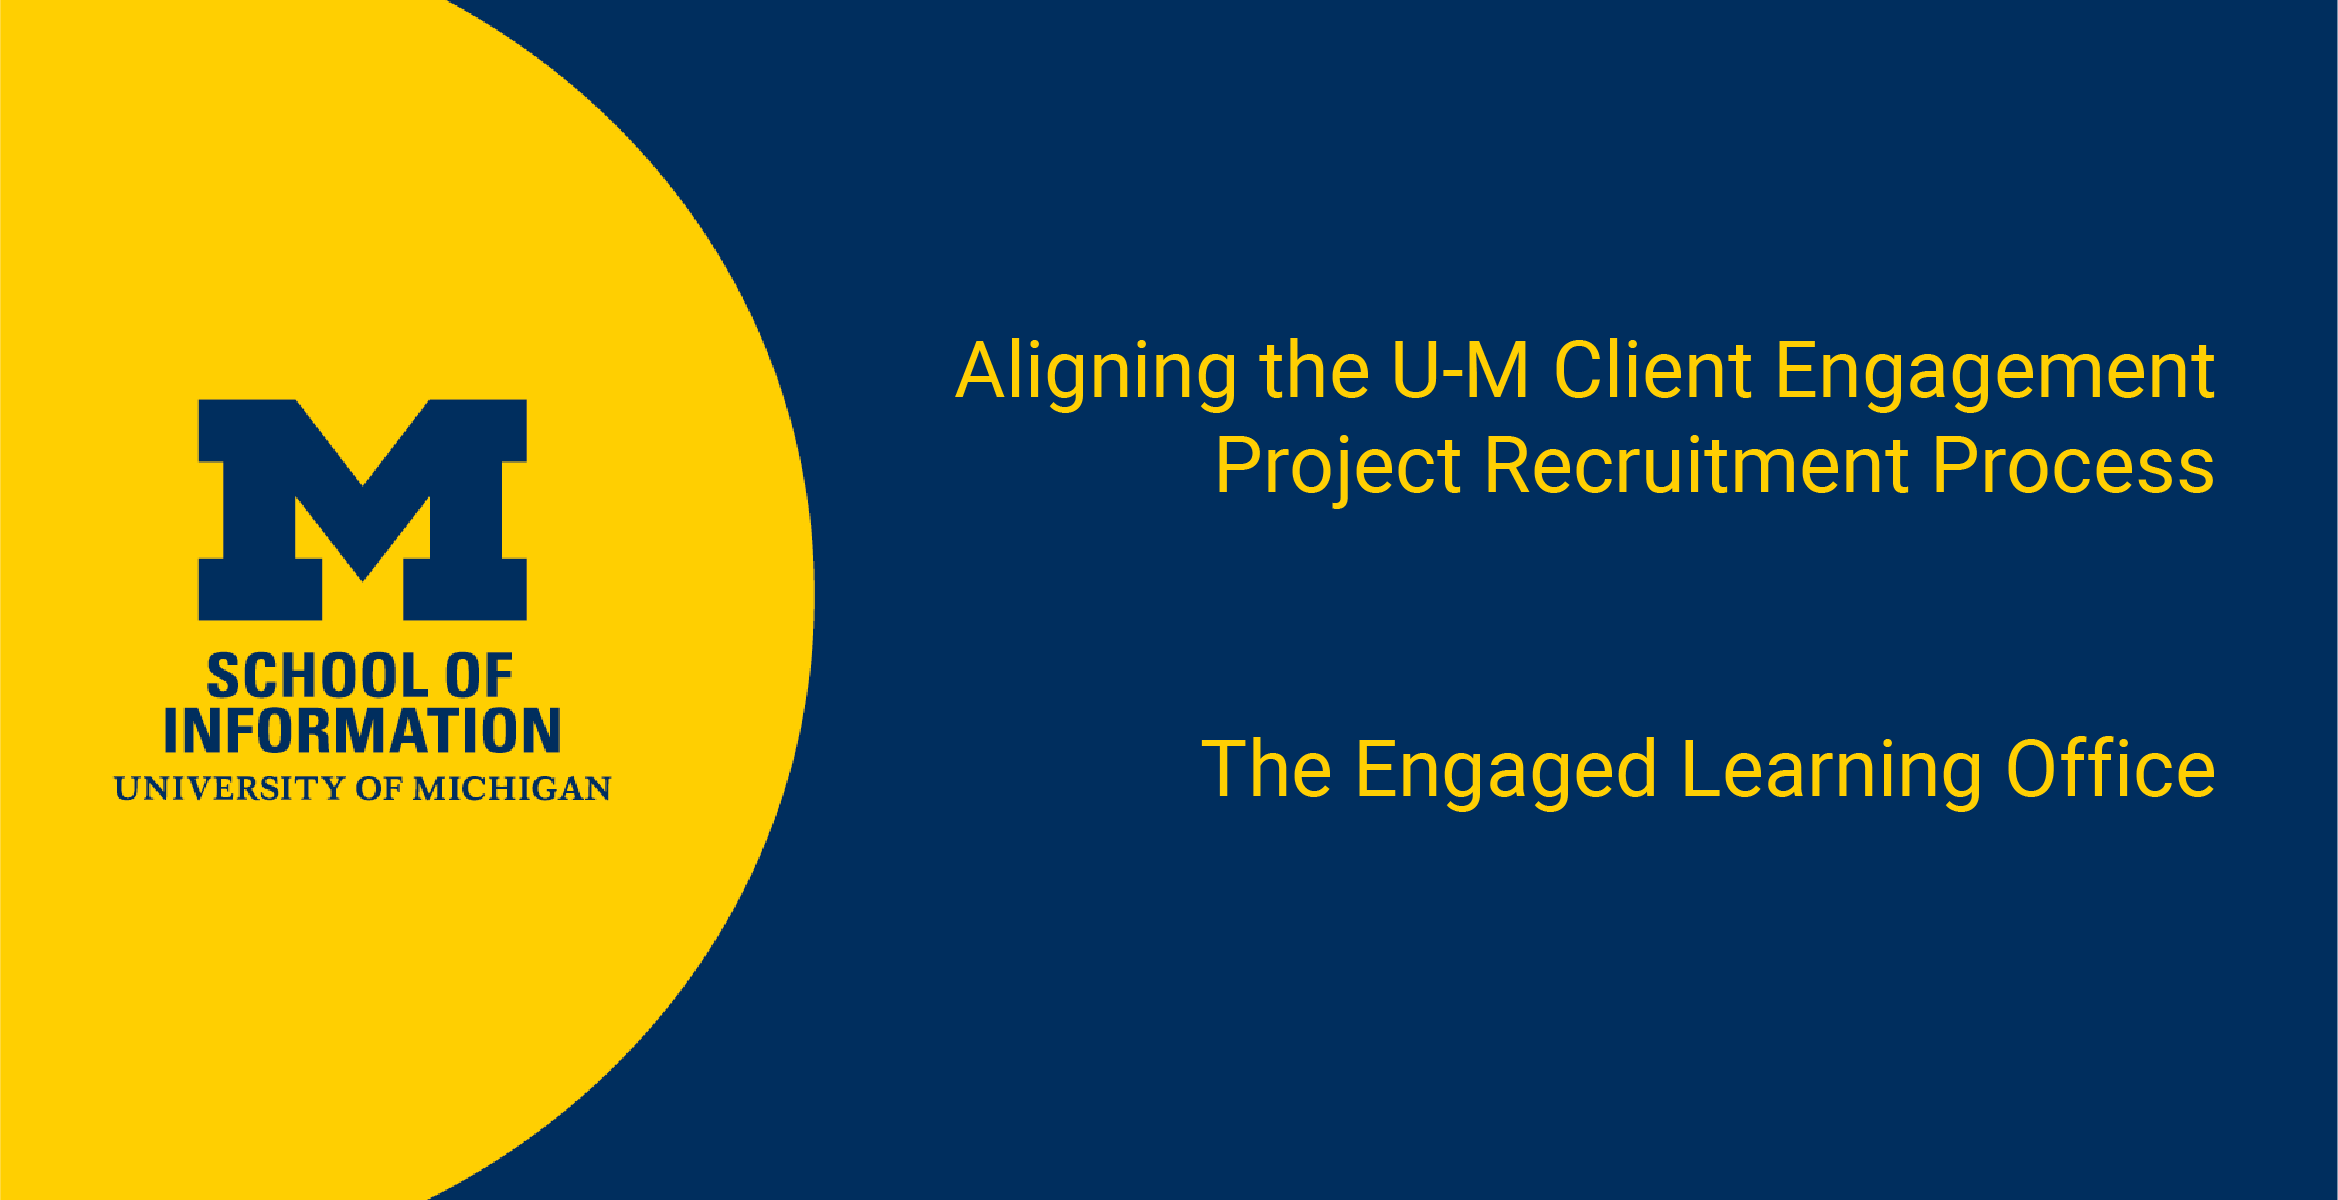 M
SCHOOL OF
INFORMATION
UNIVERSITY OF MICHIGAN
Aligning the U-M Client Engagement
Project Recruitment Process
The Engaged Learning Office